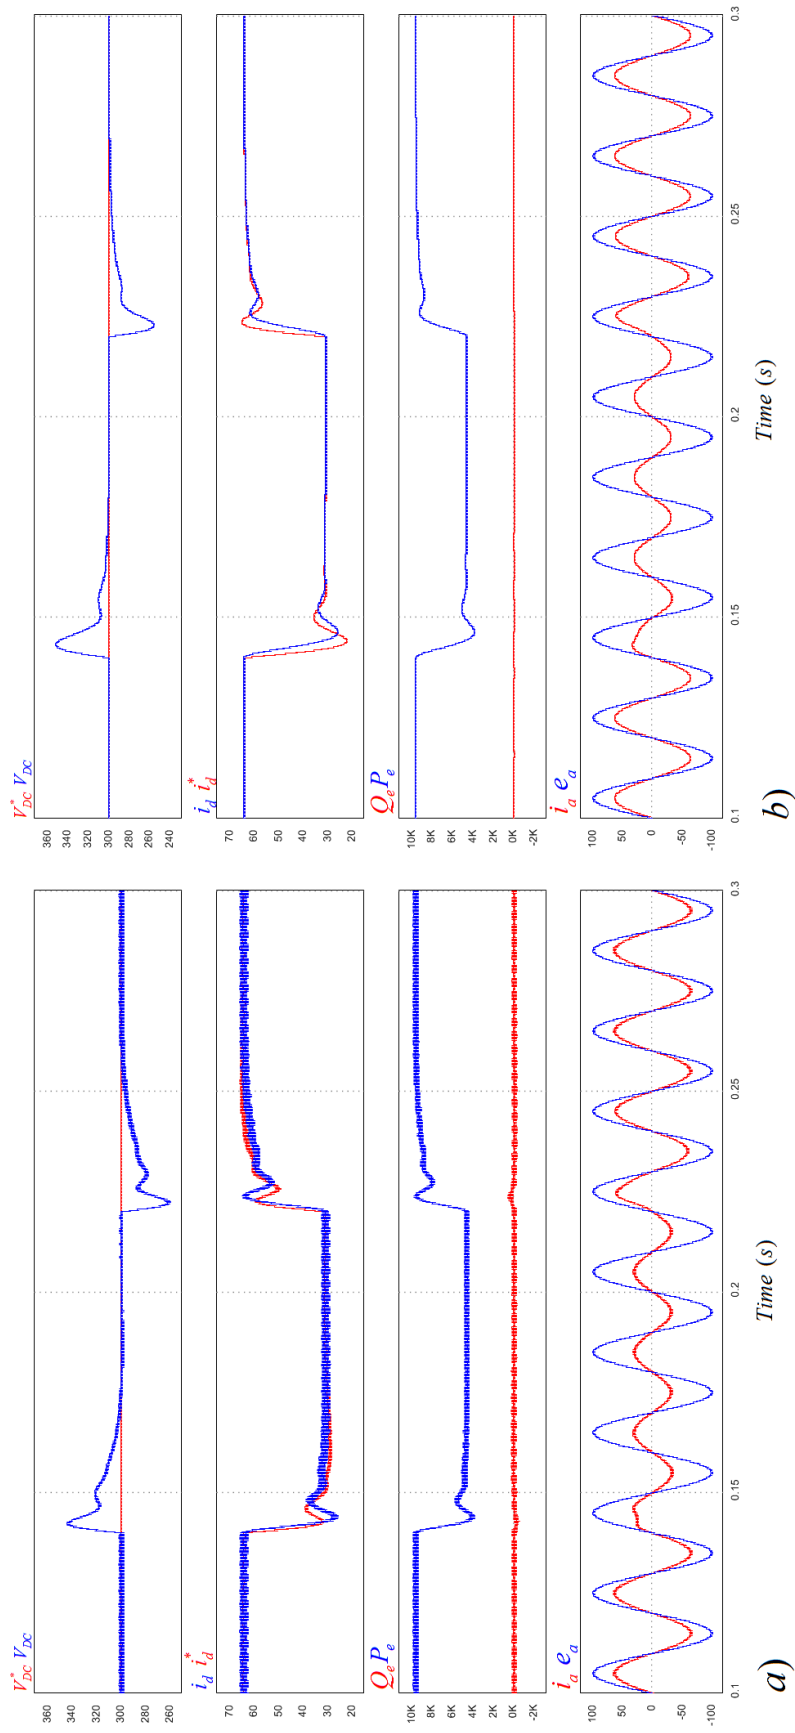 V*DC VDC
360
340
320
300
280
260
id i*d
70
60
50
40
30
20
Qe Pe
10K
8K
6K
4K
2K
0K
-2K
ia ea
100
50
0
-50
-100
0.1 0.15 0.2 0.25 0.3
Time (s)
a)
V*DC VDC
360
340
320
300
280
260
240
id i*d
70
60
50
40
30
20
Qe Pe
10K
8K
6K
4K
2K
0K
-2K
ia ea
100
50
0
-50
-100
0.1 0.15 0.2 0.25 0.3
Time (s)
b)